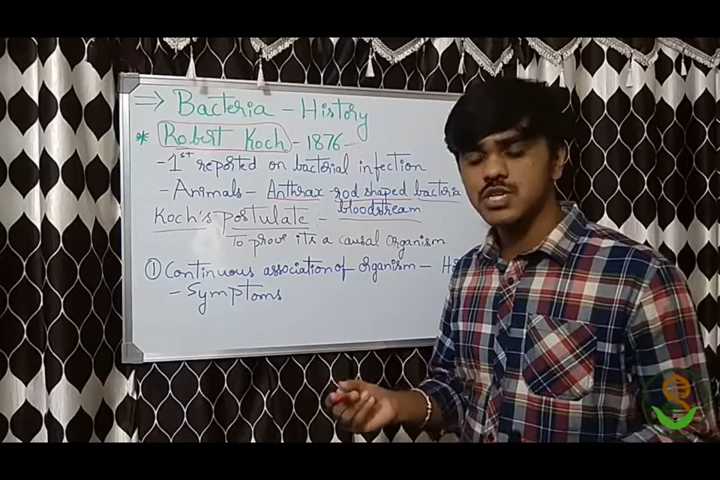 ⇒ Bacteria - History
* Robert Koch - 1876
- 1st reported on bacterial infection
- Animals - Anthrax - rod shaped bacteria
bloodstream
Koch's postulate :-
To prove its a causal organism
① Continuous association of organism -
- Symptoms